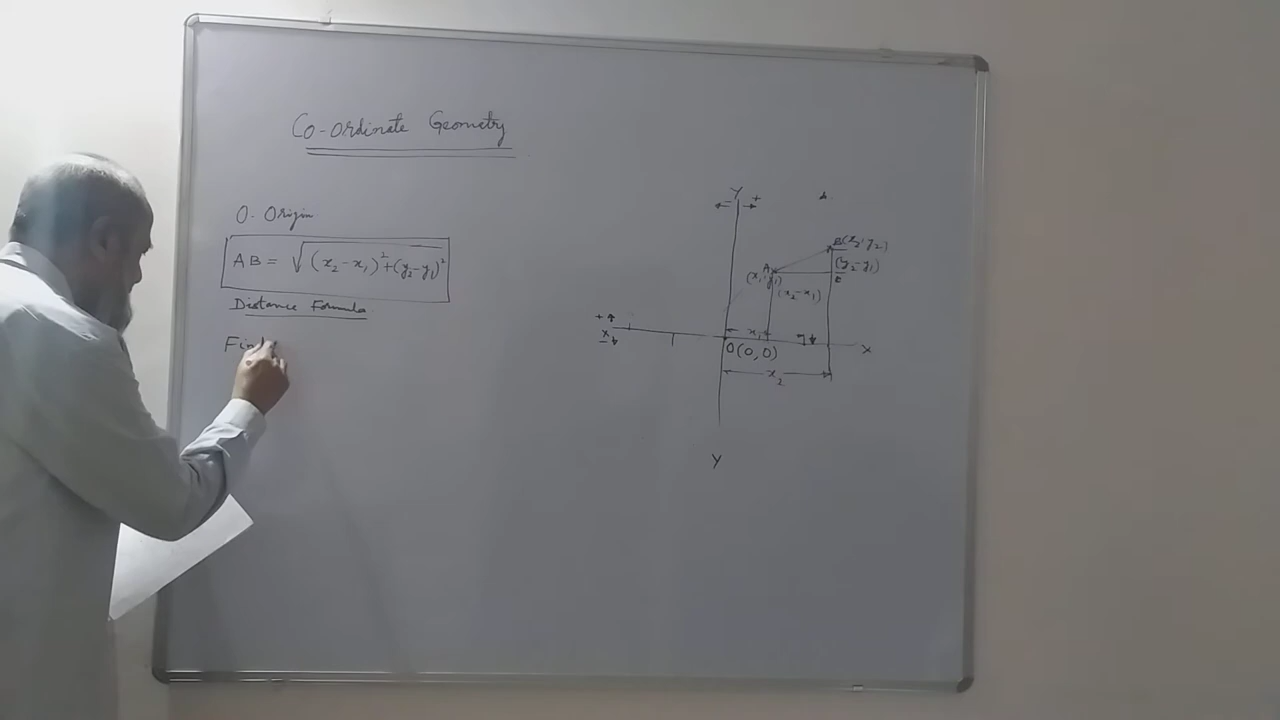 Co-ordinate Geometry
O - Origin
AB = √(x₂-x₁)²+(y₂-y₁)²
Distance Formula
Fin
Y
- +
B(x₂, y₂)
A
(x₁, y₁)
(y₂-y₁)
(x₂-x₁)
+
x
-
x₁
O(0,0)
X
x₂
Y